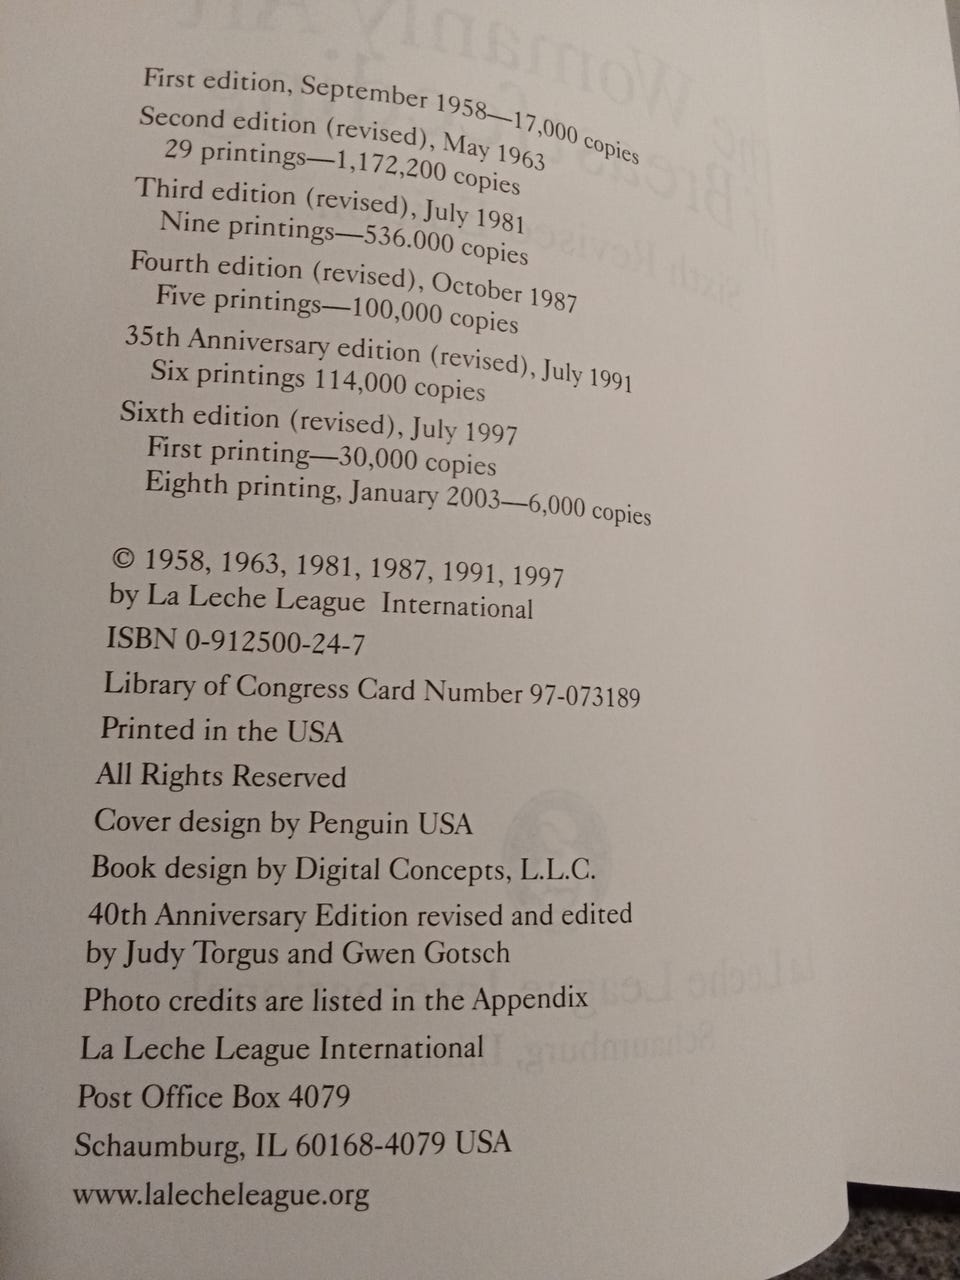 First edition, September 1958—17,000 copies
Second edition (revised), May 1963
29 printings—1,172,200 copies
Third edition (revised), July 1981
Nine printings—536.000 copies
Fourth edition (revised), October 1987
Five printings—100,000 copies
35th Anniversary edition (revised), July 1991
Six printings 114,000 copies
Sixth edition (revised), July 1997
First printing—30,000 copies
Eighth printing, January 2003—6,000 copies
© 1958, 1963, 1981, 1987, 1991, 1997
by La Leche League International
ISBN 0-912500-24-7
Library of Congress Card Number 97-073189
Printed in the USA
All Rights Reserved
Cover design by Penguin USA
Book design by Digital Concepts, L.L.C.
40th Anniversary Edition revised and edited
by Judy Torgus and Gwen Gotsch
Photo credits are listed in the Appendix
La Leche League International
Post Office Box 4079
Schaumburg, IL 60168-4079 USA
www.lalecheleague.org